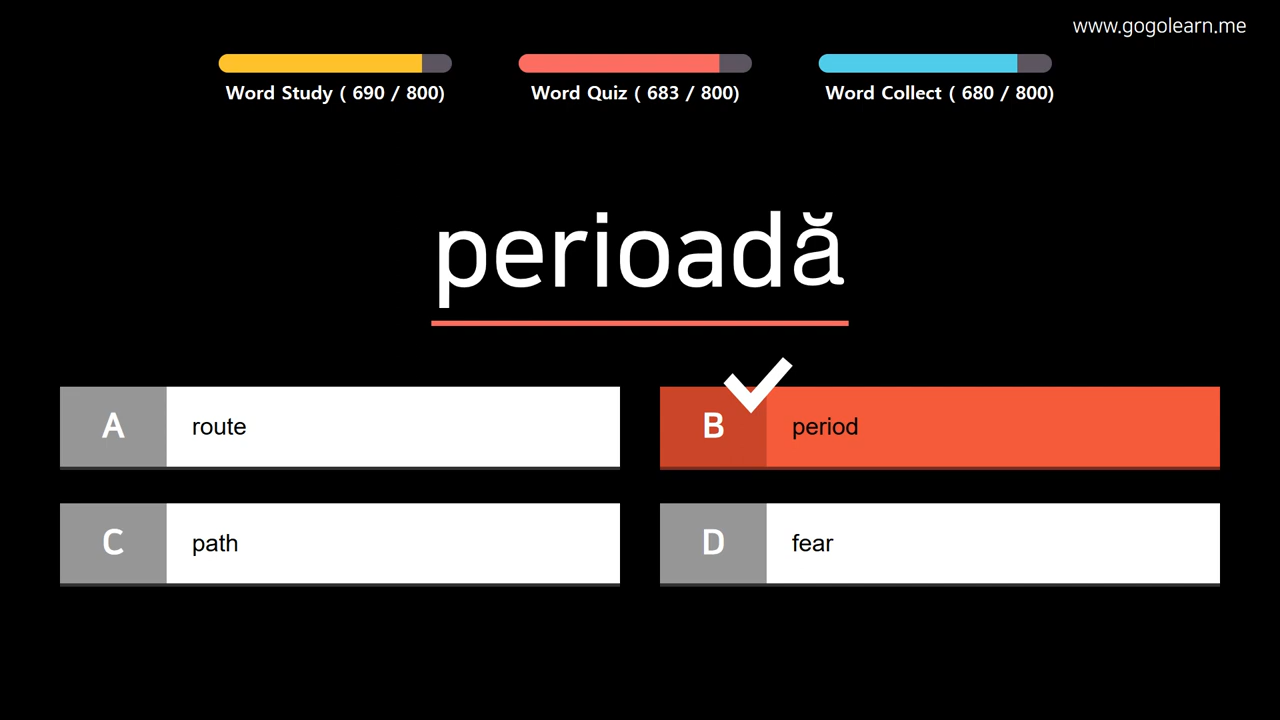 www.gogolearn.me
Word Study ( 690 / 800)
Word Quiz ( 683 / 800)
Word Collect ( 680 / 800)
perioadă
A route
B period
C path
D fear